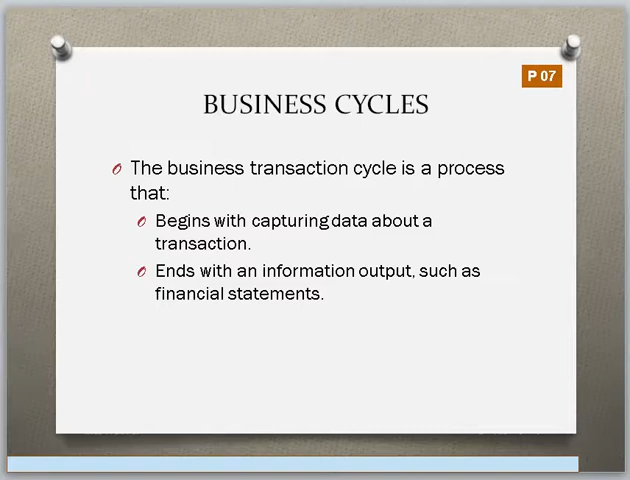 P 07
BUSINESS CYCLES
The business transaction cycle is a process
that:
Begins with capturing data about a
transaction.
Ends with an information output, such as
financial statements.